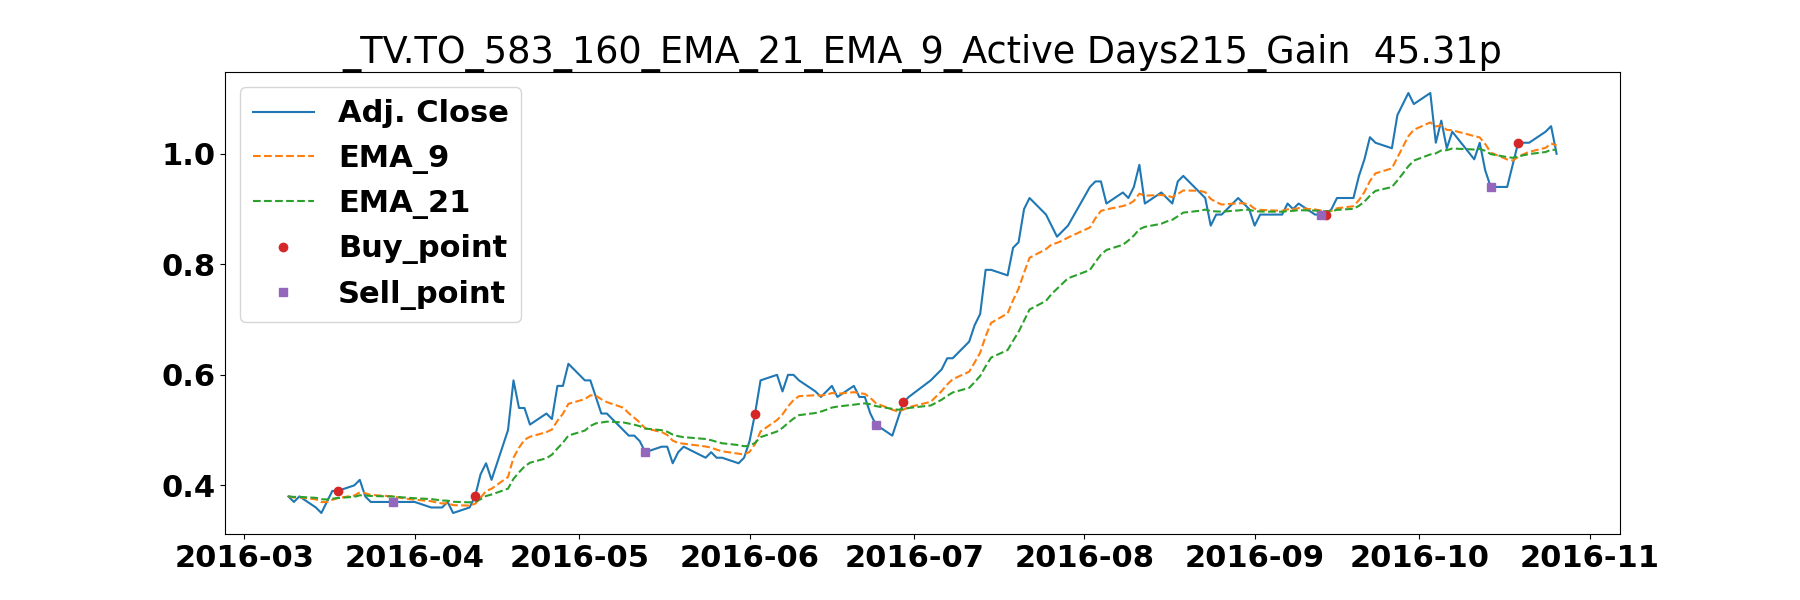 _TV.TO_583_160_EMA_21_EMA_9_Active Days215_Gain  45.31p
Adj. Close
EMA_9
EMA_21
Buy_point
Sell_point
1.0
0.8
0.6
0.4
2016-03 2016-04 2016-05 2016-06 2016-07 2016-08 2016-09 2016-10 2016-11